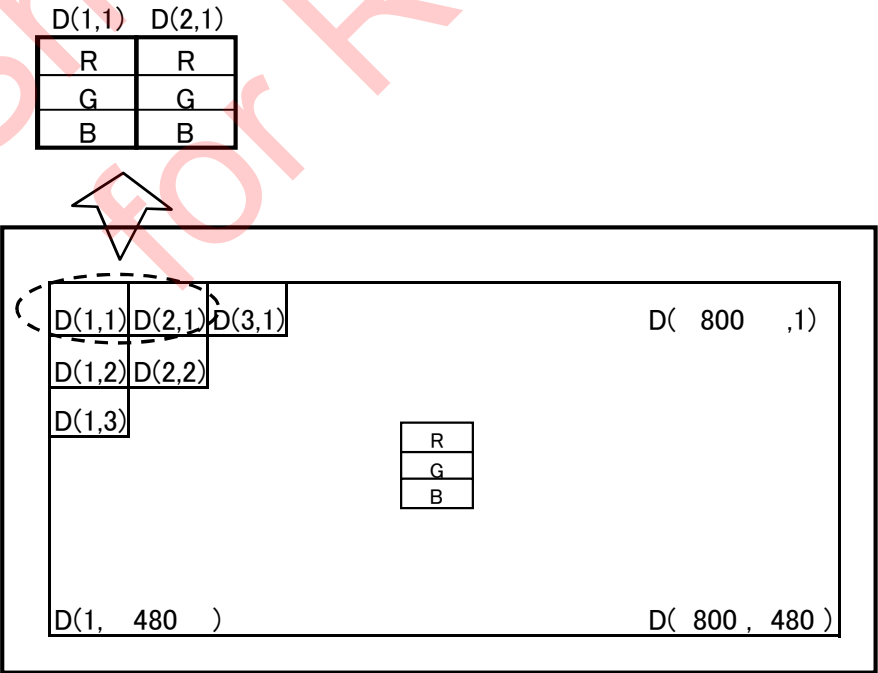 D(1,1) D(2,1)
R R
G G
B B
D(1,1) D(2,1) D(3,1) D( 800 ,1)
D(1,2) D(2,2)
D(1,3)
R
G
B
D(1, 480 ) D( 800 , 480 )
for R